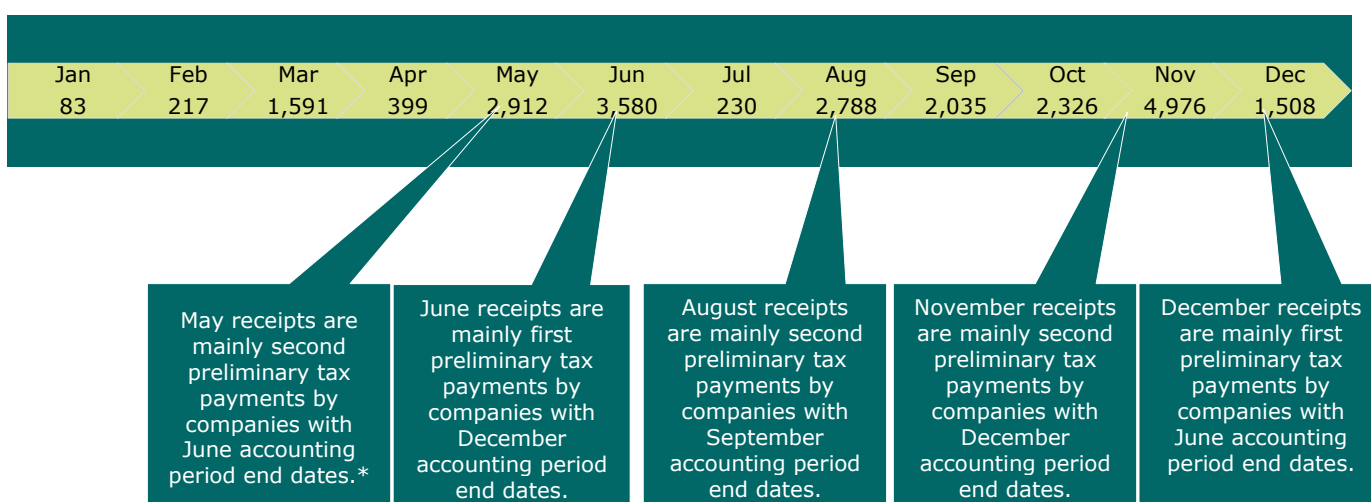 Jan Feb Mar Apr May Jun Jul Aug Sep Oct Nov Dec
83 217 1,591 399 2,912 3,580 230 2,788 2,035 2,326 4,976 1,508
May receipts are
mainly second
preliminary tax
payments by
companies with
June accounting
period end dates.*
June receipts are
mainly first
preliminary tax
payments by
companies with
December
accounting period
end dates.
August receipts
are mainly second
preliminary tax
payments by
companies with
September
accounting period
end dates.
November receipts
are mainly second
preliminary tax
payments by
companies with
December
accounting period
end dates.
December receipts
are mainly first
preliminary tax
payments by
companies with
June accounting
period end dates.